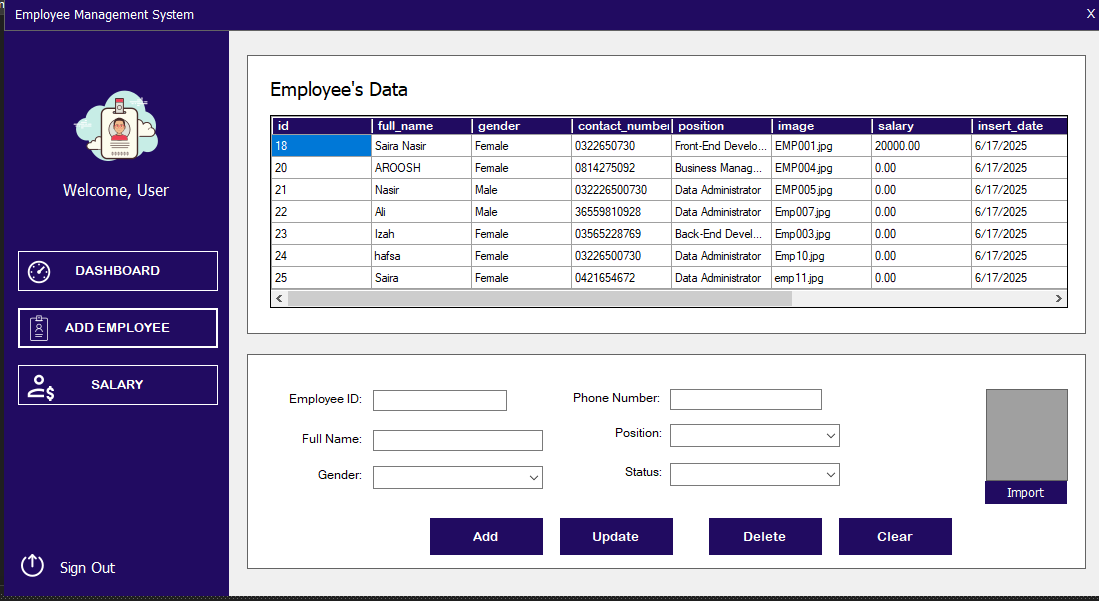 Employee Management System X
Welcome, User
DASHBOARD
ADD EMPLOYEE
SALARY
Sign Out
Employee's Data
id full_name gender contact_number position image salary insert_date
18 Saira Nasir Female 0322650730 Front-End Develo... EMP001.jpg 20000.00 6/17/2025
20 AROOSH Female 0814275092 Business Manag... EMP004.jpg 0.00 6/17/2025
21 Nasir Male 032226500730 Data Administrator EMP005.jpg 0.00 6/17/2025
22 Ali Male 36559810928 Data Administrator Emp007.jpg 0.00 6/17/2025
23 Izah Female 03565228769 Back-End Devel... Emp003.jpg 0.00 6/17/2025
24 hafsa Female 03226500730 Data Administrator Emp10.jpg 0.00 6/17/2025
25 Saira Female 0421654672 Data Administrator emp11.jpg 0.00 6/17/2025
Employee ID: Phone Number:
Full Name: Position:
Gender: Status:
Import
Add Update Delete Clear